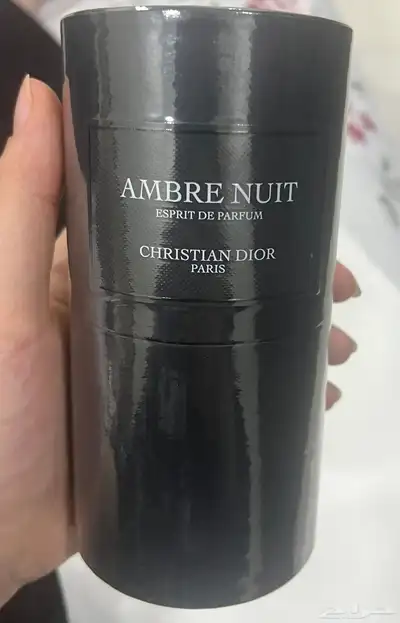 AMBRE NUIT
ESPRIT DE PARFUM
CHRISTIAN DIOR
PARIS